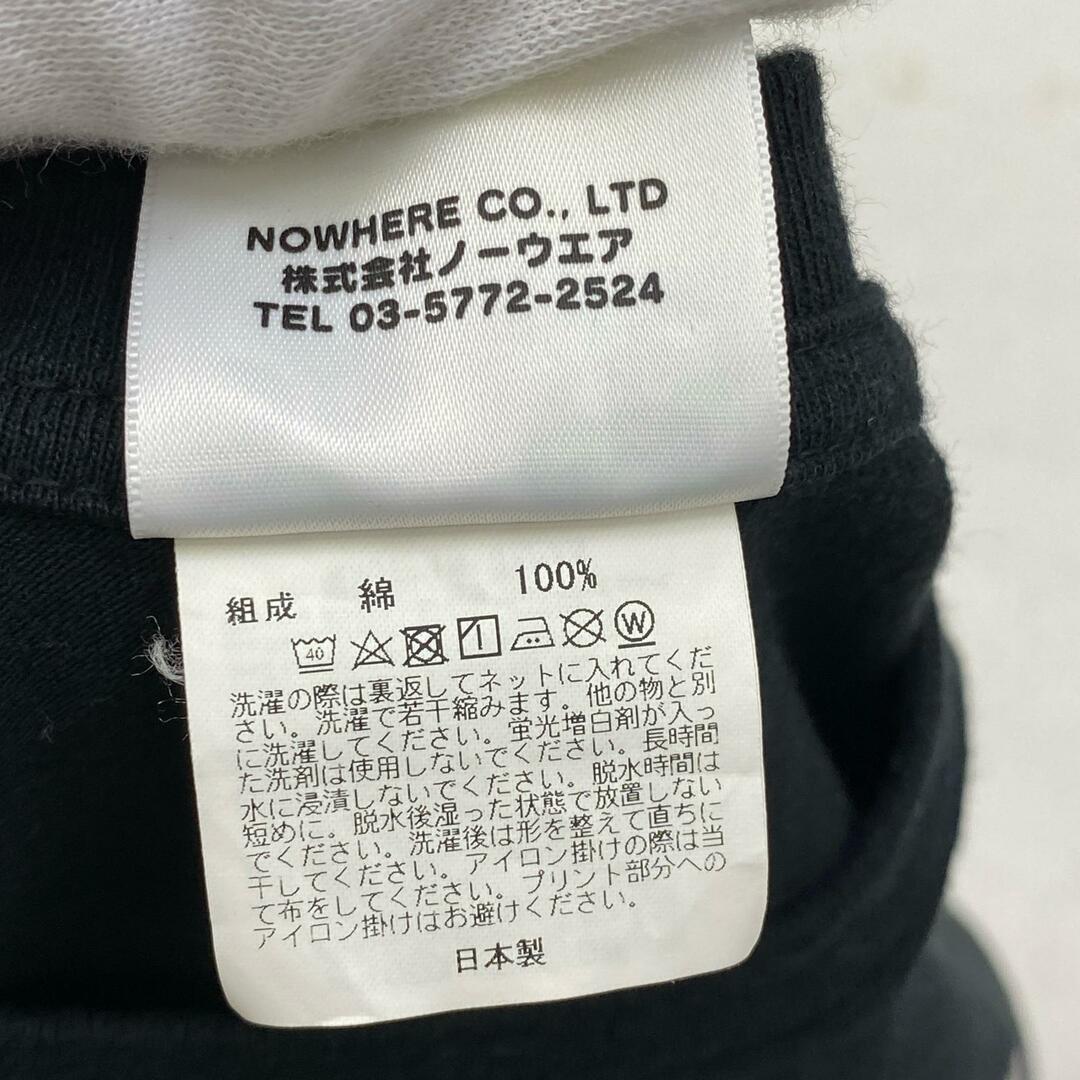 NOWHERE CO., LTD
株式会社ノーウエア
TEL 03-5772-2524
組成 綿 100%
40 W
洗濯の際は裏返してネットに入れてくだ
さい。洗濯で若干縮みます。他の物と別
に洗濯してください。蛍光増白剤が入っ
た洗剤は使用しないでください。長時間
水に浸漬しないでください。脱水時間は
短めに。脱水後湿った状態で放置しない
でください。洗濯後は形を整えて直ちに
干してください。アイロン掛けの際は当
て布をしてください。プリント部分への
アイロン掛けはお避けください。
日本製